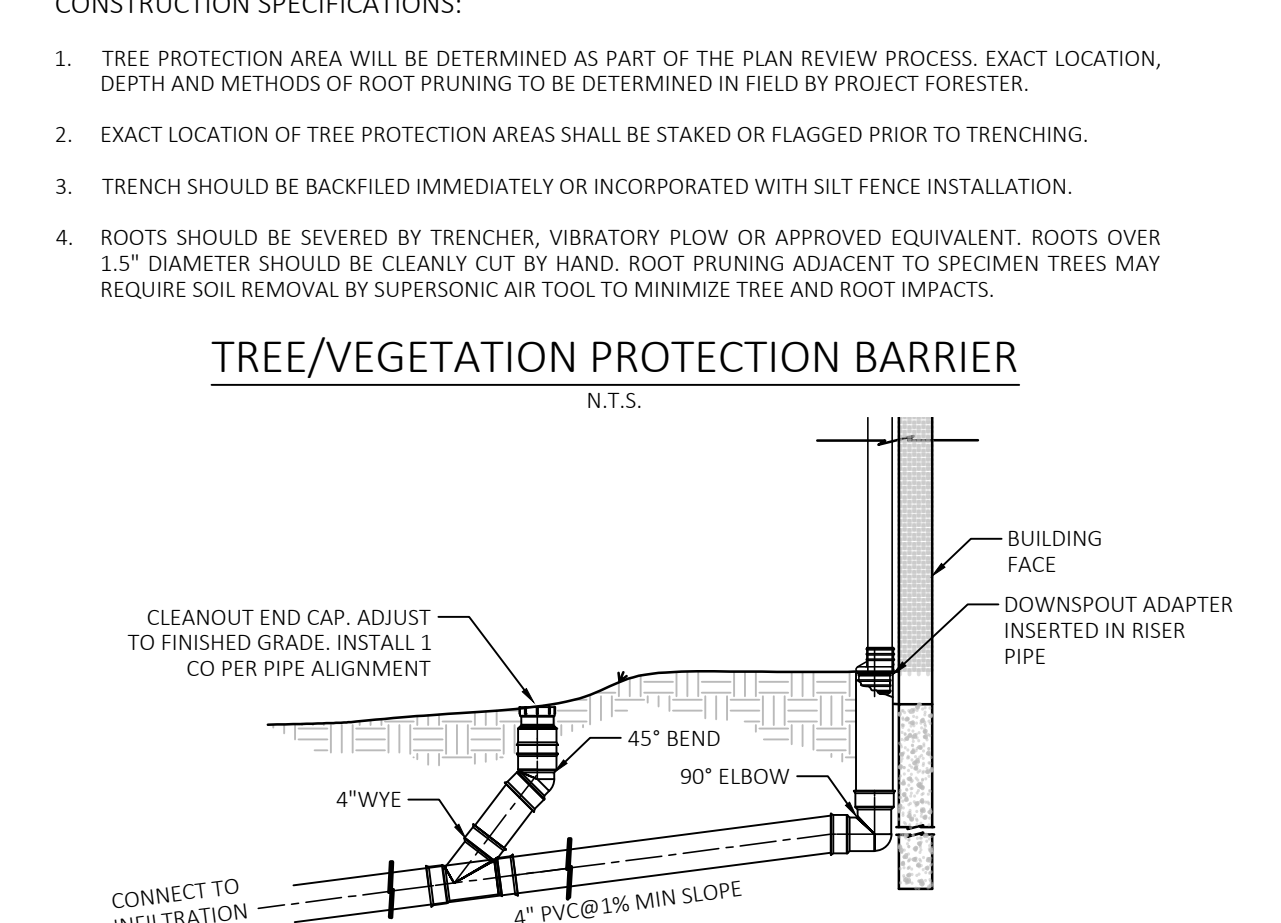 CONSTRUCTION SPECIFICATIONS:
1. TREE PROTECTION AREA WILL BE DETERMINED AS PART OF THE PLAN REVIEW PROCESS. EXACT LOCATION,
DEPTH AND METHODS OF ROOT PRUNING TO BE DETERMINED IN FIELD BY PROJECT FORESTER.
2. EXACT LOCATION OF TREE PROTECTION AREAS SHALL BE STAKED OR FLAGGED PRIOR TO TRENCHING.
3. TRENCH SHOULD BE BACKFILED IMMEDIATELY OR INCORPORATED WITH SILT FENCE INSTALLATION.
4. ROOTS SHOULD BE SEVERED BY TRENCHER, VIBRATORY PLOW OR APPROVED EQUIVALENT. ROOTS OVER
1.5" DIAMETER SHOULD BE CLEANLY CUT BY HAND. ROOT PRUNING ADJACENT TO SPECIMEN TREES MAY
REQUIRE SOIL REMOVAL BY SUPERSONIC AIR TOOL TO MINIMIZE TREE AND ROOT IMPACTS.
TREE/VEGETATION PROTECTION BARRIER
N.T.S.
BUILDING
FACE
DOWNSPOUT ADAPTER
INSERTED IN RISER
PIPE
CLEANOUT END CAP. ADJUST
TO FINISHED GRADE. INSTALL 1
CO PER PIPE ALIGNMENT
45° BEND
90° ELBOW
4"WYE
CONNECT TO
INFILTRATION
4" PVC@1% MIN SLOPE